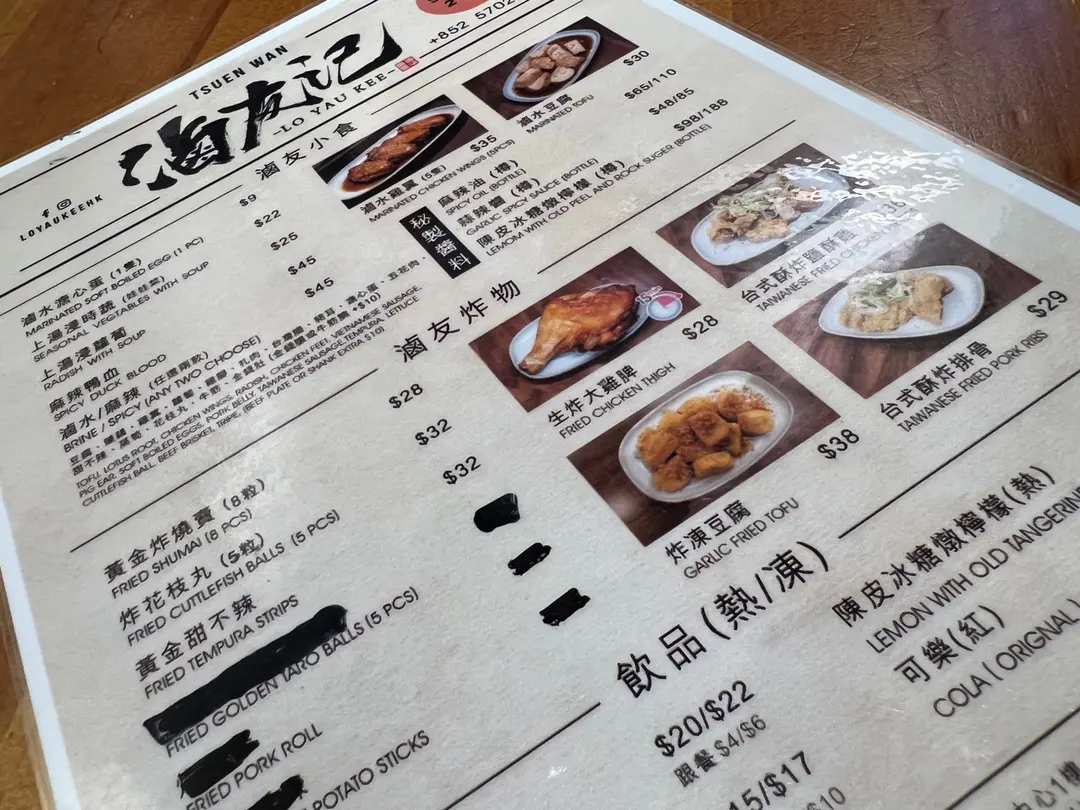 TSUEN WAN
滷友記
-LO YAU KEE-
+852 5702
LOYAUKEEHK
滷友小食
$9
$22
$25
$45
$45
滷水溏心蛋 (1隻)
MARINATED SOFT BOILED EGG (1 PC)
上湯浸時蔬 (娃娃菜)
SEASONAL VEGETABLES WITH SOUP
上湯浸蘿蔔
RADISH WITH SOUP
麻辣鴨血
SPICY DUCK BLOOD
滷水/麻辣 (任選兩款)
BRINE / SPICY (ANY TWO CHOOSE)
TOFU, LOTUS ROOT, CHICKEN WINGS, RADISH, CHICKEN FEET, VIETNAMESE SAUSAGE,
PIG EAR, SOFT BOILED EGGS, PORK BELLY, TAIWANESE SAUSAGE, TEMPURA, LETTUCE
CUTTLEFISH BALL, BEEF BRISKET, TRIPE, (BEEF PLATE OR SHANK EXTRA $10)
滷水雞翼 (5隻)
MARINATED CHICKEN WINGS (5PCS)
$35
滷水豆腐
MARINATED TOFU
$30
秘製醬料
麻辣油 (樽)
SPICY OIL (BOTTLE)
$65/110
蒜辣醬 (樽)
GARLIC SPICY SAUCE (BOTTLE)
$48/85
陳皮冰糖燉檸檬 (樽)
LEMOM WITH OLD PEEL AND ROCK SUGER (BOTTLE)
$98/188
滷友炸物
$28
$32
$32
黃金炸燒賣 (8粒)
FRIED SHUMAI (8 PCS)
炸花枝丸 (5粒)
FRIED CUTTLEFISH BALLS (5 PCS)
黃金甜不辣
FRIED TEMPURA STRIPS
FRIED GOLDEN TARO BALLS (5 PCS)
FRIED PORK ROLL
POTATO STICKS
生炸大雞脾
FRIED CHICKEN THIGH
$28
台式酥炸鹽酥雞
TAIWANESE FRIED
炸凍豆腐
GARLIC FRIED TOFU
$38
台式酥炸排骨
TAIWANESE FRIED PORK RIBS
$29
飲品 (熱/凍)
$20/$22
跟餐 $4/$6
15/$17
陳皮冰糖燉檸檬(熱)
LEMON WITH OLD TANGERIN
可樂(紅)
COLA ( ORIGNAL )